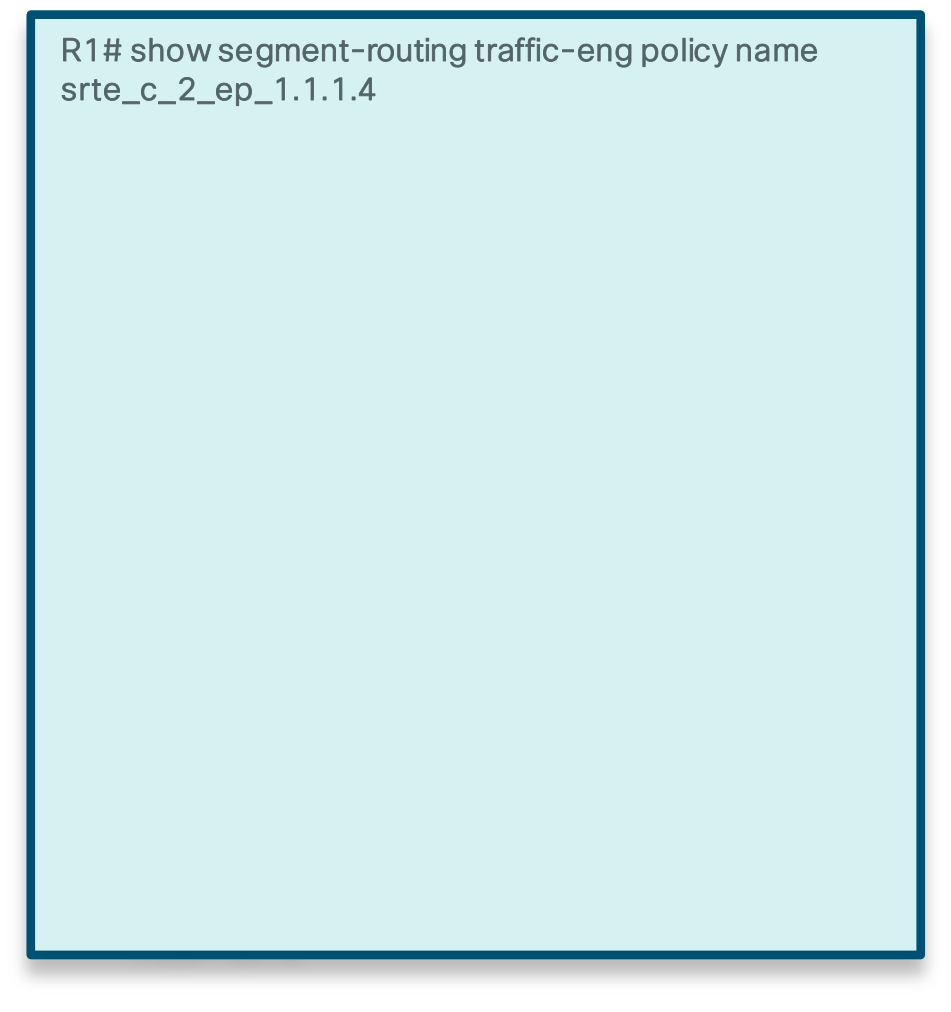 R1# show segment-routing traffic-eng policy name
srte_c_2_ep_1.1.1.4